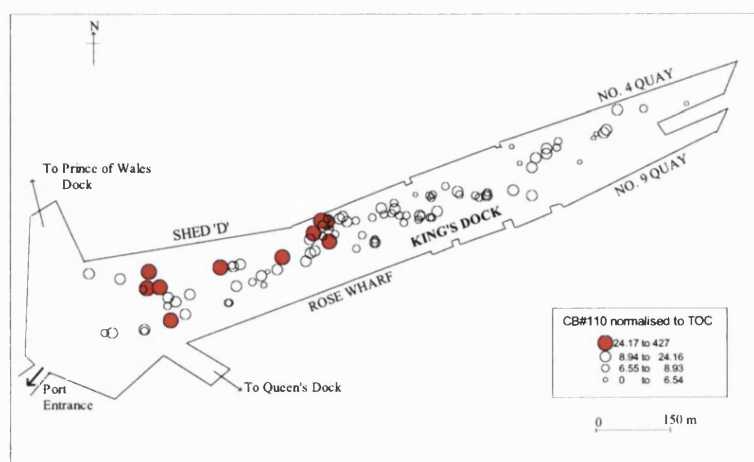 N
NO. 4 QUAY
To Prince of Wales
Dock
NO. 9 QUAY
SHED 'D'
KING'S DOCK
ROSE WHARF
CB#110 normalised to TOC
24.17 to 427
8.94 to 24.16
6.55 to 8.93
0 to 6.54
To Queen's Dock
Port
Entrance
0 150 m